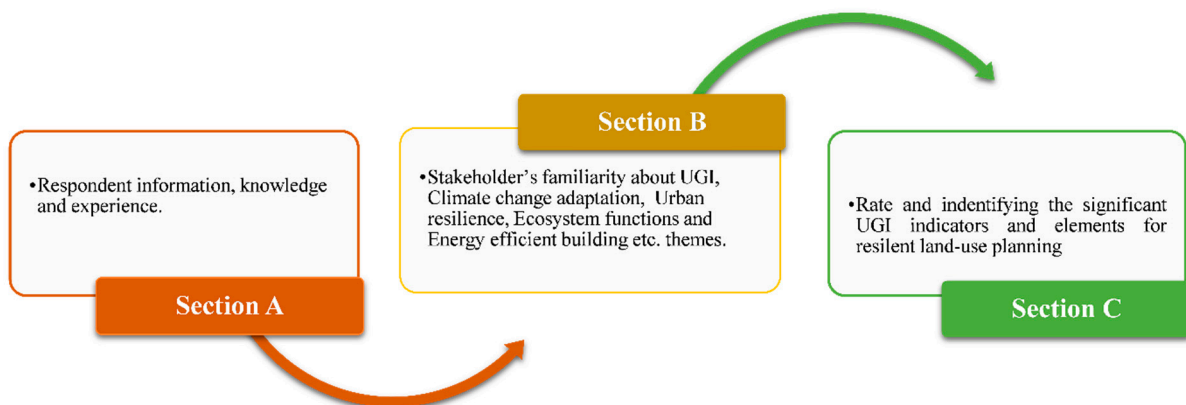 •Respondent information, knowledge
and experience.
Section A
Section B
•Stakeholder's familiarity about UGI,
Climate change adaptation, Urban
resilience, Ecosystem functions and
Energy efficient building etc. themes.
•Rate and indentifying the significant
UGI indicators and elements for
resilent land-use planning
Section C